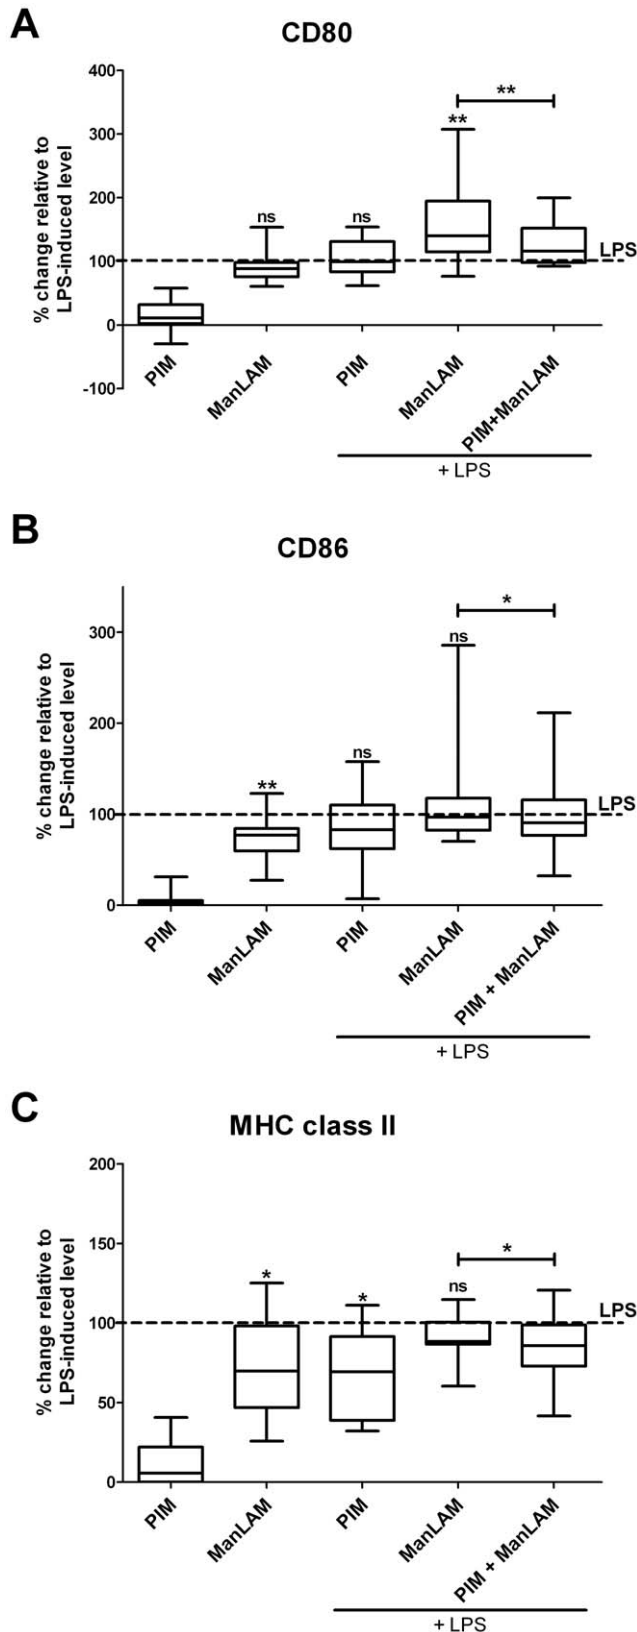 A
CD80
% change relative to
LPS-induced level
400
300
200
100
0
-100
ns
ns
**
**
LPS
PIM
ManLAM
PIM
ManLAM
PIM+ManLAM
+ LPS
B
CD86
% change relative to
LPS-induced level
300
200
100
0
**
ns
ns
*
LPS
PIM
ManLAM
PIM
ManLAM
PIM + ManLAM
+ LPS
C
MHC class II
% change relative to
LPS-induced level
200
150
100
50
0
*
*
ns
*
LPS
PIM
ManLAM
PIM
ManLAM
PIM + ManLAM
+ LPS